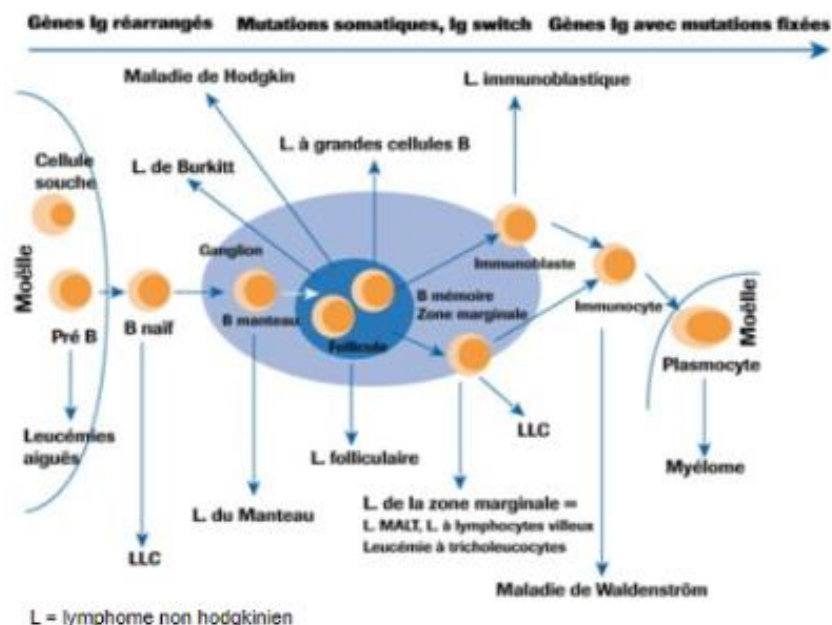 Gènes Ig réarrangés
Mutations somatiques, Ig switch
Gènes Ig avec mutations fixées
Maladie de Hodgkin
L. immunoblastique
L. de Burkitt
L. à grandes cellules B
Cellule
souche
Moëlle
Ganglion
Pré B
B naïf
B manteau
Follicule
B mémoire
Zone marginale
Immunoblaste
Immunocyte
Moëlle
Plasmocyte
Leucémies
aiguës
LLC
L. du Manteau
L. folliculaire
LLC
L. de la zone marginale =
L. MALT, L. à lymphocytes villeux
Leucémie à tricholeucocytes
Myélome
Maladie de Waldenström
L = lymphome non hodgkinien